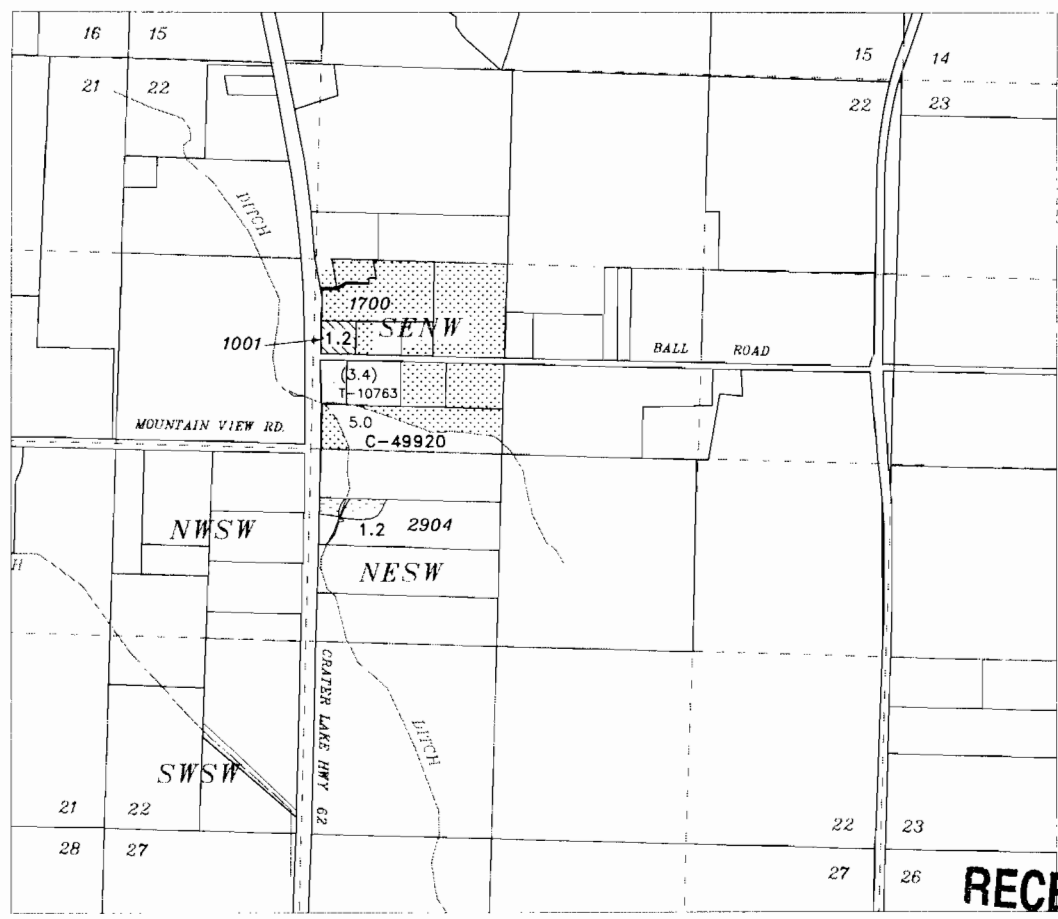 16 15
15 14
21 22
22 23
DITCH
1700
SENW
1001
1.2
BALL ROAD
(3.4)
T-10763
5.0
MOUNTAIN VIEW RD.
C-49920
NWSW
1.2 2904
NESW
H
CRATER LAKE HWY 62
DITCH
SWSW
21 22
22 23
28 27
27 26